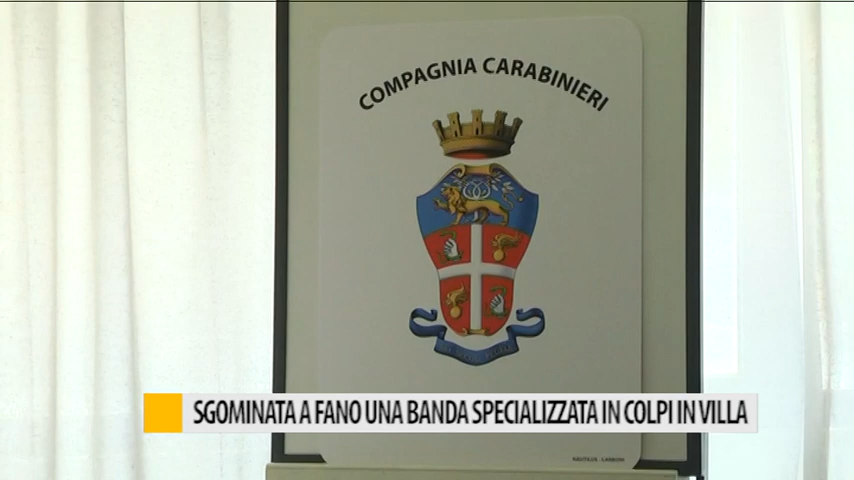 COMPAGNIA CARABINIERI
SGOMINATA A FANO UNA BANDA SPECIALIZZATA IN COLPI IN VILLA